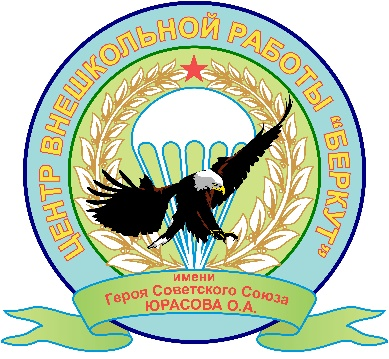 ЦЕНТР ВНЕШКОЛЬНОЙ РАБОТЫ "БЕРКУТ"
имени
Героя Советского Союза
ЮРАСОВА О.А.